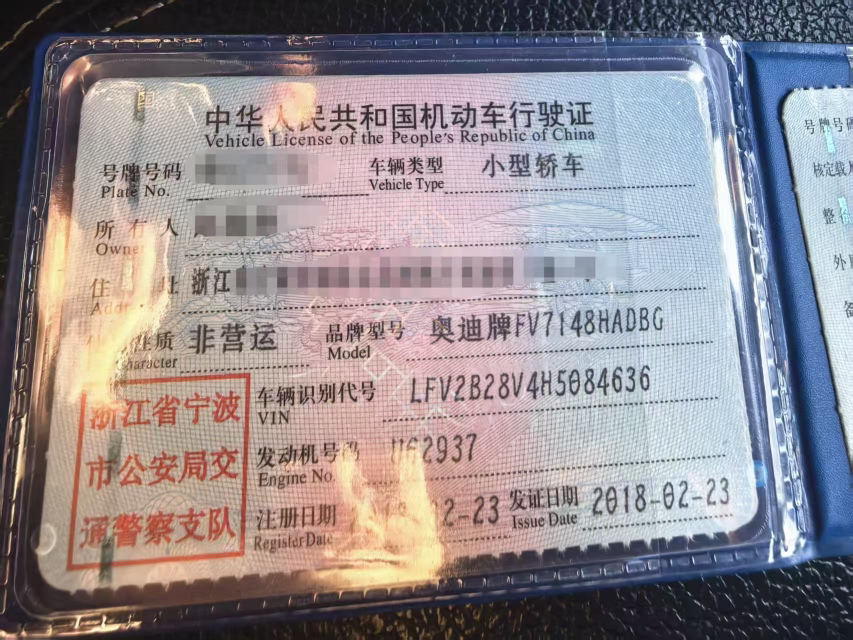 中华人民共和国机动车行驶证
Vehicle License of the People's Republic of China
号牌号码 车辆类型 小型轿车
Plate No. Vehicle Type
所有人
Owner
住址 浙江
性质 非营运 品牌型号 奥迪牌FV7148HADBG
Character Model
车辆识别代号 LFV2B28V4H5084636
VIN
发动机号码 62937
Engine No.
注册日期 2-23 发证日期 2018-02-23
Register Date Issue Date
浙江省宁波
市公安局交
通警察支队
号牌号码
核定载
整
外